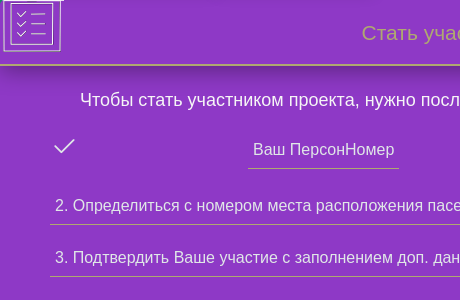 Стать учас
Чтобы стать участником проекта, нужно посл
Ваш ПерсонНомер
2. Определиться с номером места расположения пасе
3. Подтвердить Ваше участие с заполнением доп. дан